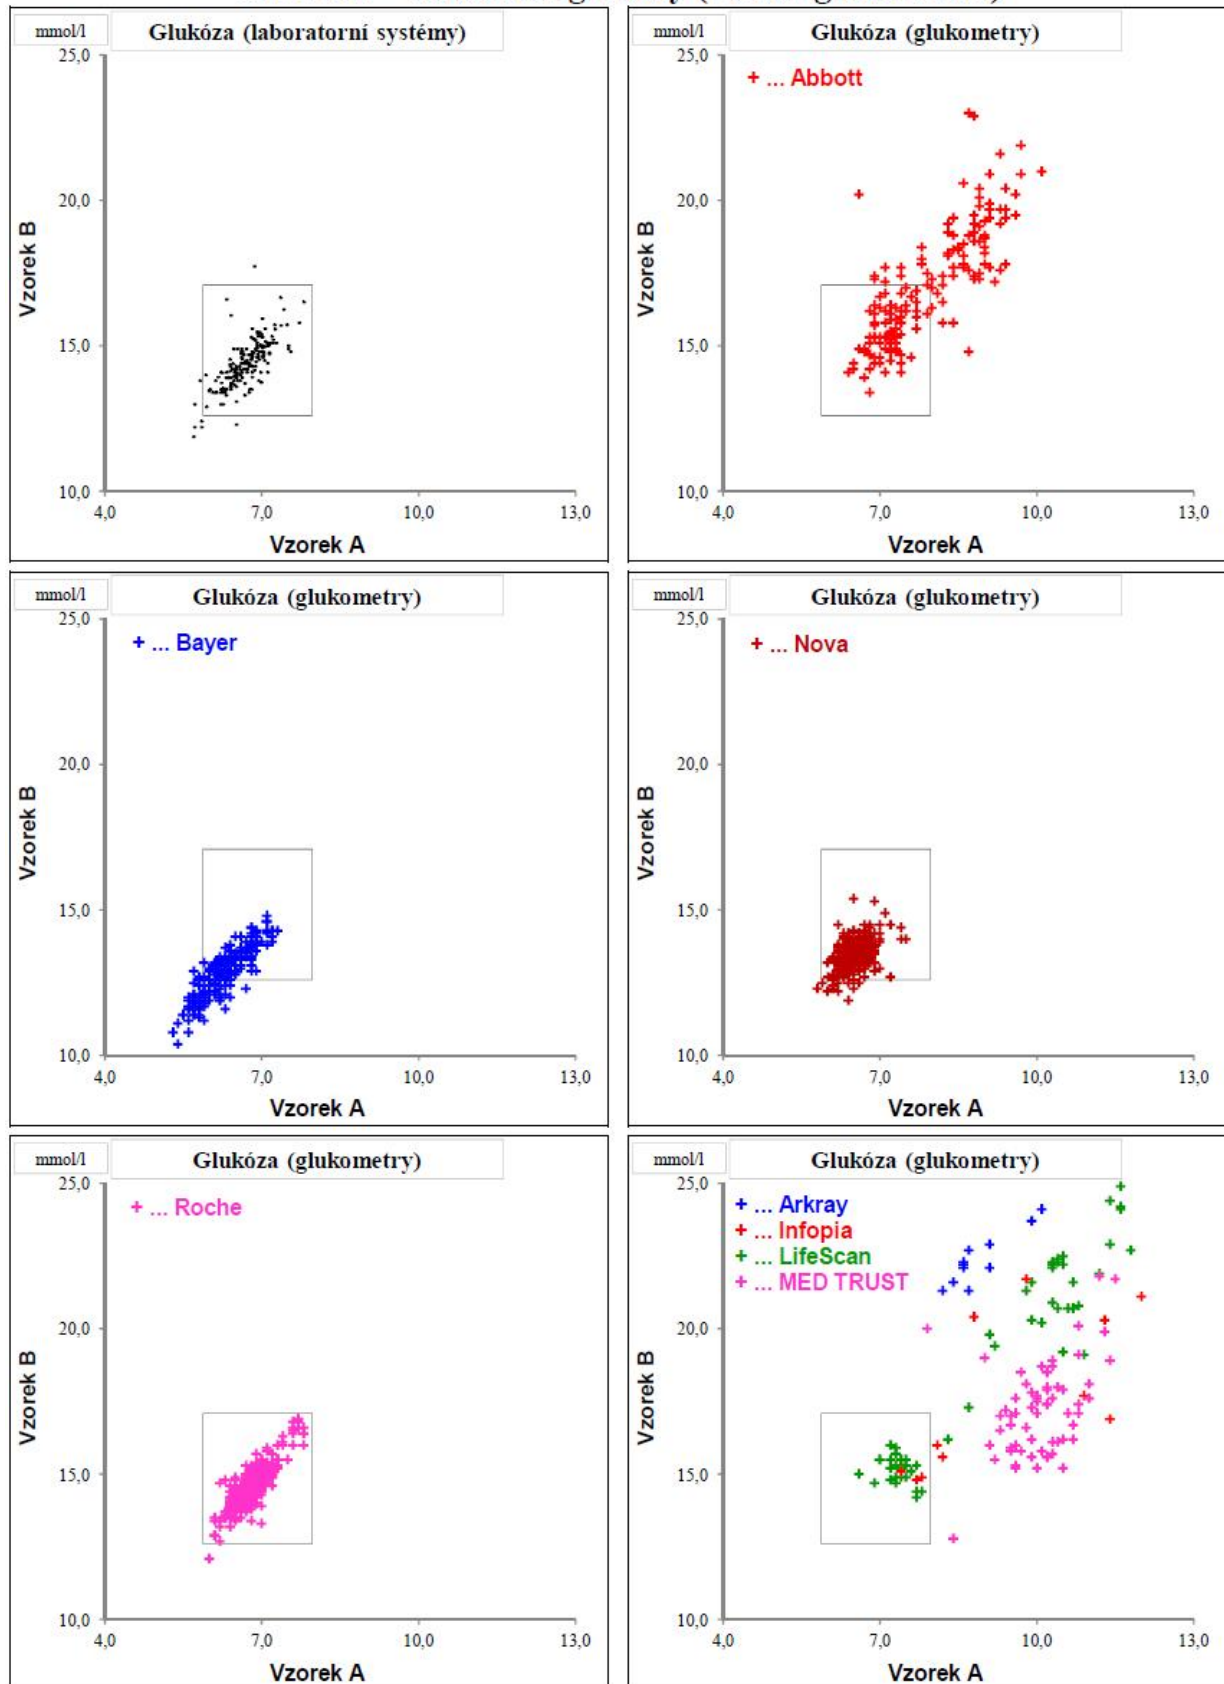 mmol/l
Glukóza (laboratorní systémy)
25,0
20,0
15,0
10,0
Vzorek B
4,0 7,0 10,0 13,0
Vzorek A
mmol/l
Glukóza (glukometry)
25,0
+ ... Abbott
20,0
15,0
10,0
Vzorek B
4,0 7,0 10,0 13,0
Vzorek A
mmol/l
Glukóza (glukometry)
25,0
+ ... Bayer
20,0
15,0
10,0
Vzorek B
4,0 7,0 10,0 13,0
Vzorek A
mmol/l
Glukóza (glukometry)
25,0
+ ... Nova
20,0
15,0
10,0
Vzorek B
4,0 7,0 10,0 13,0
Vzorek A
mmol/l
Glukóza (glukometry)
25,0
+ ... Roche
20,0
15,0
10,0
Vzorek B
4,0 7,0 10,0 13,0
Vzorek A
mmol/l
Glukóza (glukometry)
25,0
+ ... Arkray
+ ... Infopia
+ ... LifeScan
+ ... MED TRUST
20,0
15,0
10,0
Vzorek B
4,0 7,0 10,0 13,0
Vzorek A